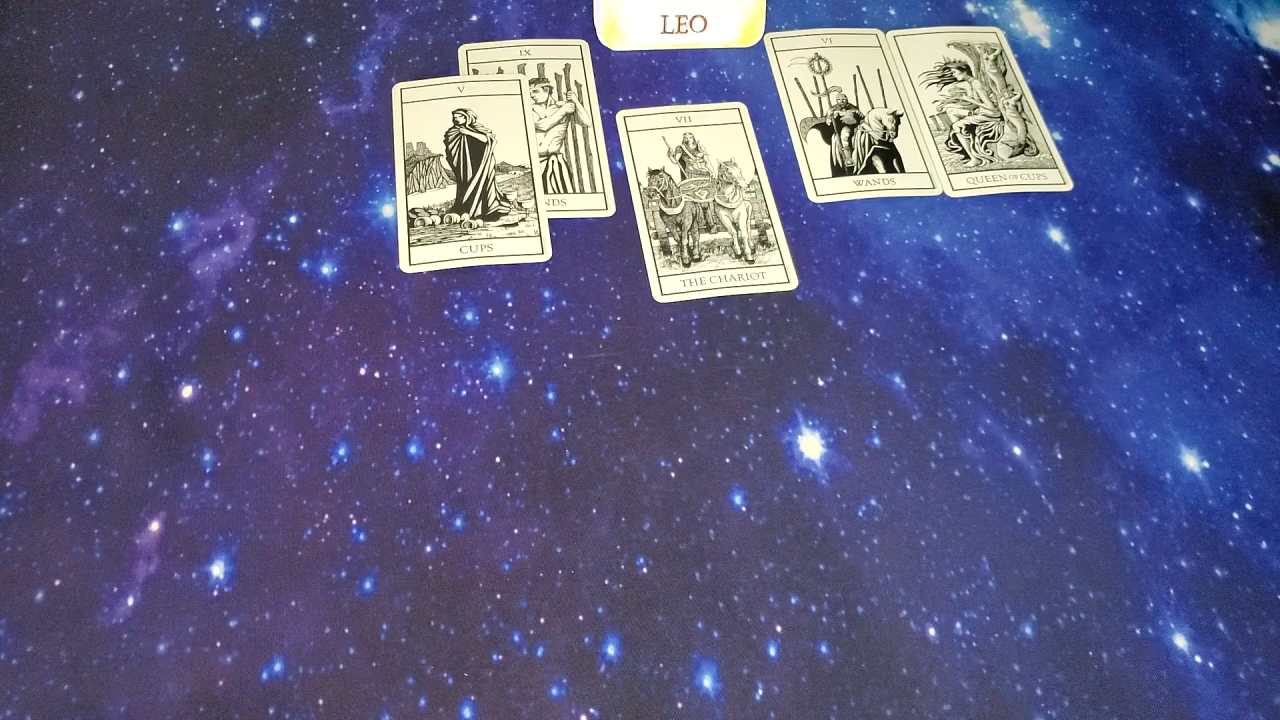 LEO
IX
NDS
V
CUPS
VII
THE CHARIOT
VI
WANDS
QUEEN OF CUPS